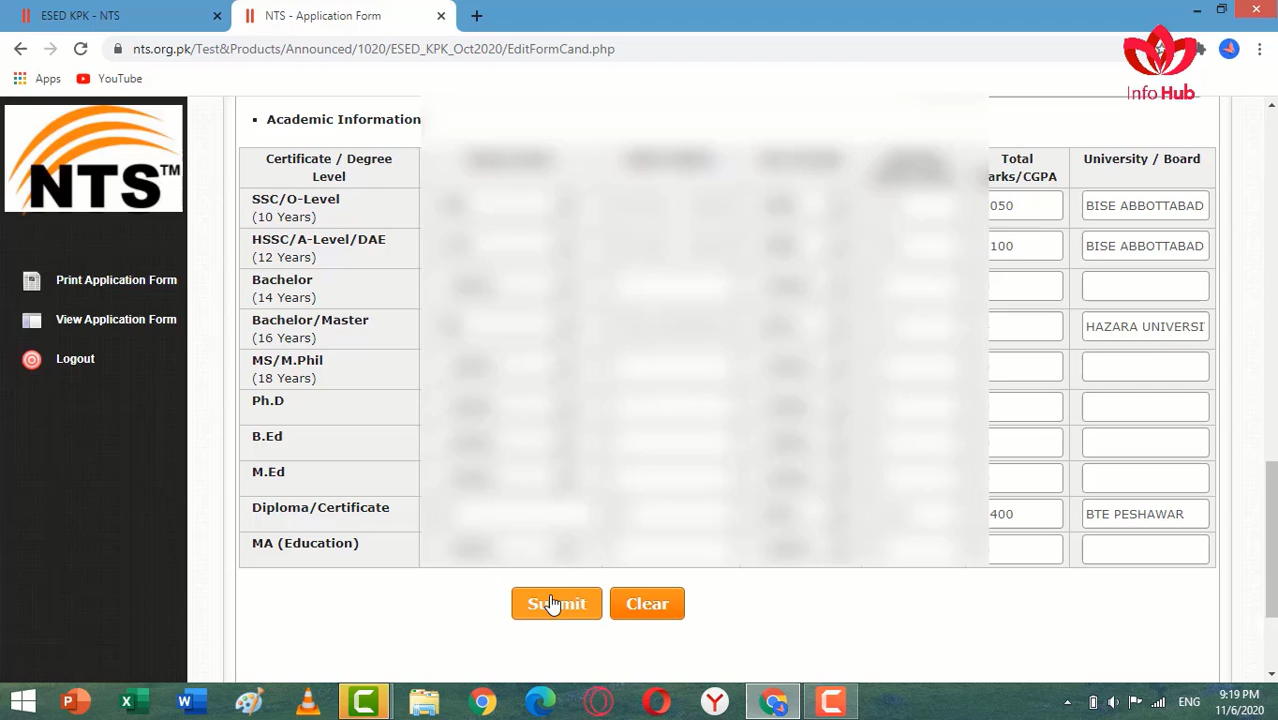 ESED KPK - NTS
NTS - Application Form
nts.org.pk/Test&Products/Announced/1020/ESED_KPK_Oct2020/EditFormCand.php
Apps
YouTube
Info Hub
NTS™
Print Application Form
View Application Form
Logout
Academic Information
Certificate / Degree
Level
Total
arks/CGPA
University / Board
SSC/O-Level
(10 Years)
050
BISE ABBOTTABAD
HSSC/A-Level/DAE
(12 Years)
100
BISE ABBOTTABAD
Bachelor
(14 Years)
Bachelor/Master
(16 Years)
HAZARA UNIVERSI
MS/M.Phil
(18 Years)
Ph.D
B.Ed
M.Ed
Diploma/Certificate
400
BTE PESHAWAR
MA (Education)
Submit
Clear
ENG
9:19 PM
11/6/2020